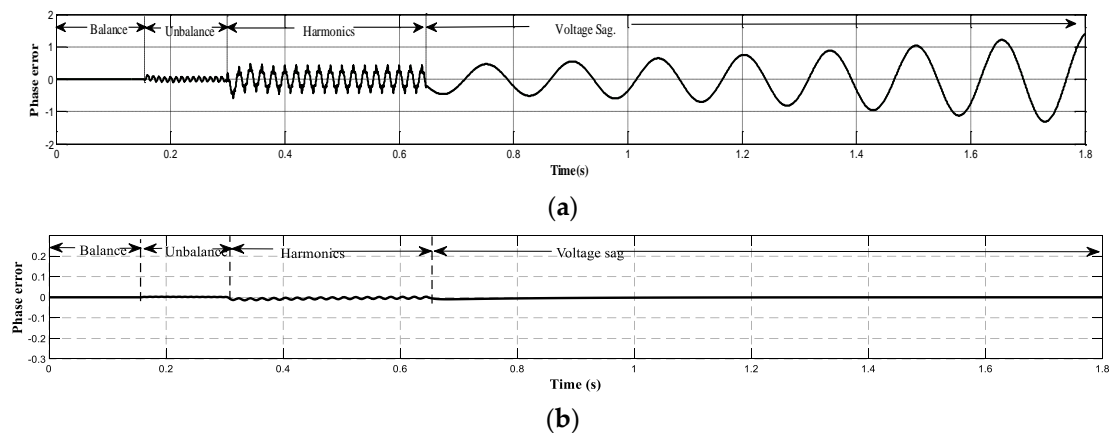 2
1
0
-1
-2
Phase error
Balance
Unbalance
Harmonics
Voltage Sag.
0
0.2
0.4
0.6
0.8
1
1.2
1.4
1.6
1.8
Time(s)
(a)
0.2
0.1
0
-0.1
-0.2
-0.3
Phase error
Balance
Unbalance
Harmonics
Voltage sag
0
0.2
0.4
0.6
0.8
1
1.2
1.4
1.6
1.8
Time (s)
(b)